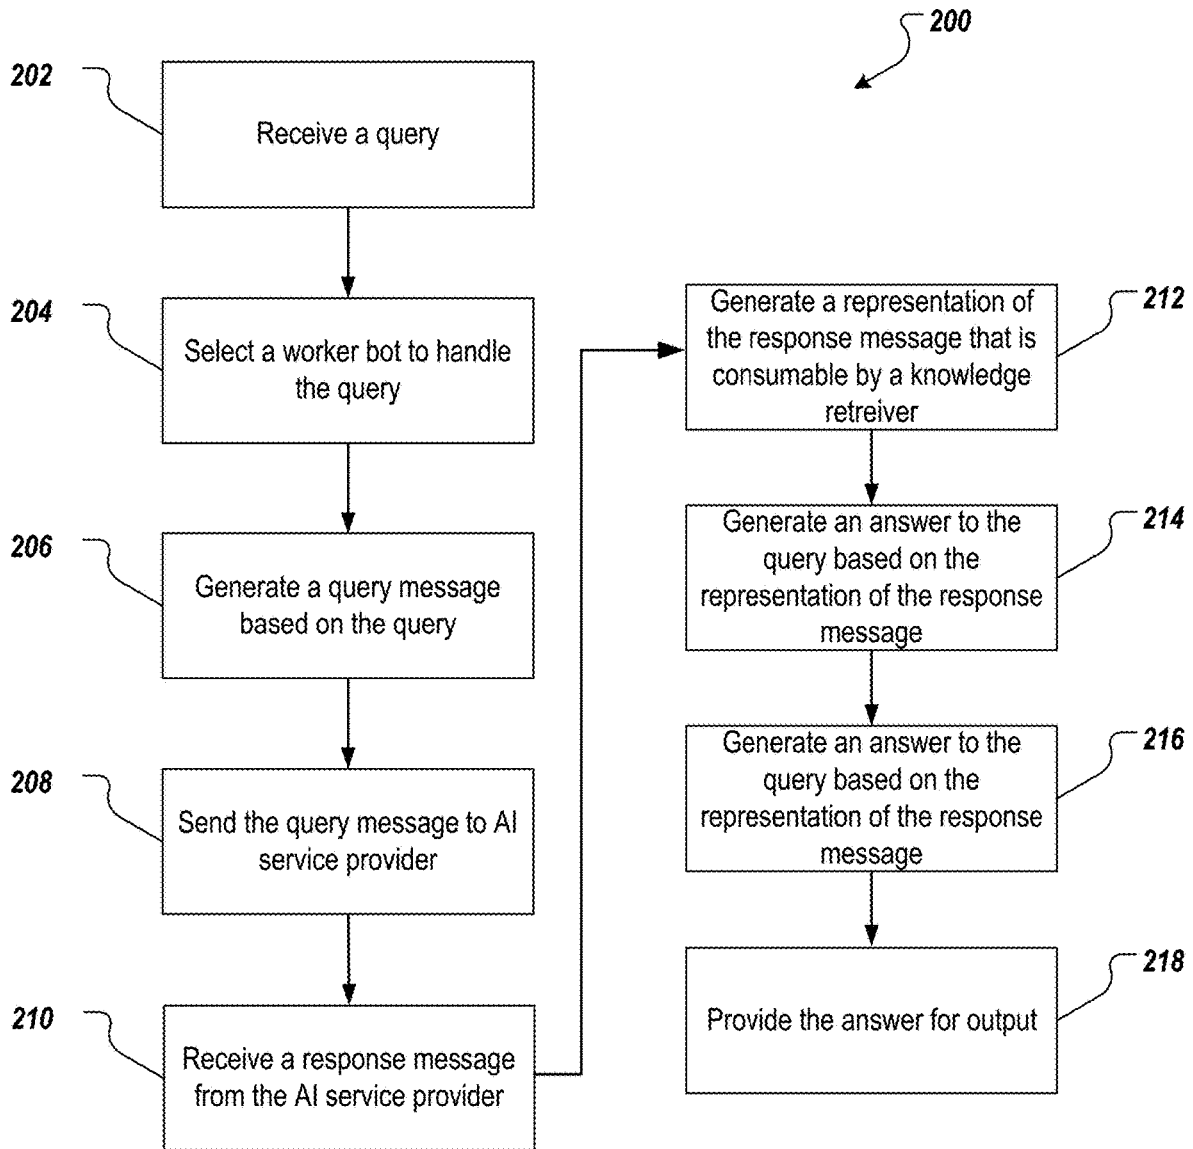 200
202
Receive a query
204
Select a worker bot to handle
the query
206
Generate a query message
based on the query
208
Send the query message to AI
service provider
210
Receive a response message
from the AI service provider
212
Generate a representation of
the response message that is
consumable by a knowledge
retreiver
214
Generate an answer to the
query based on the
representation of the response
message
216
Generate an answer to the
query based on the
representation of the response
message
218
Provide the answer for output